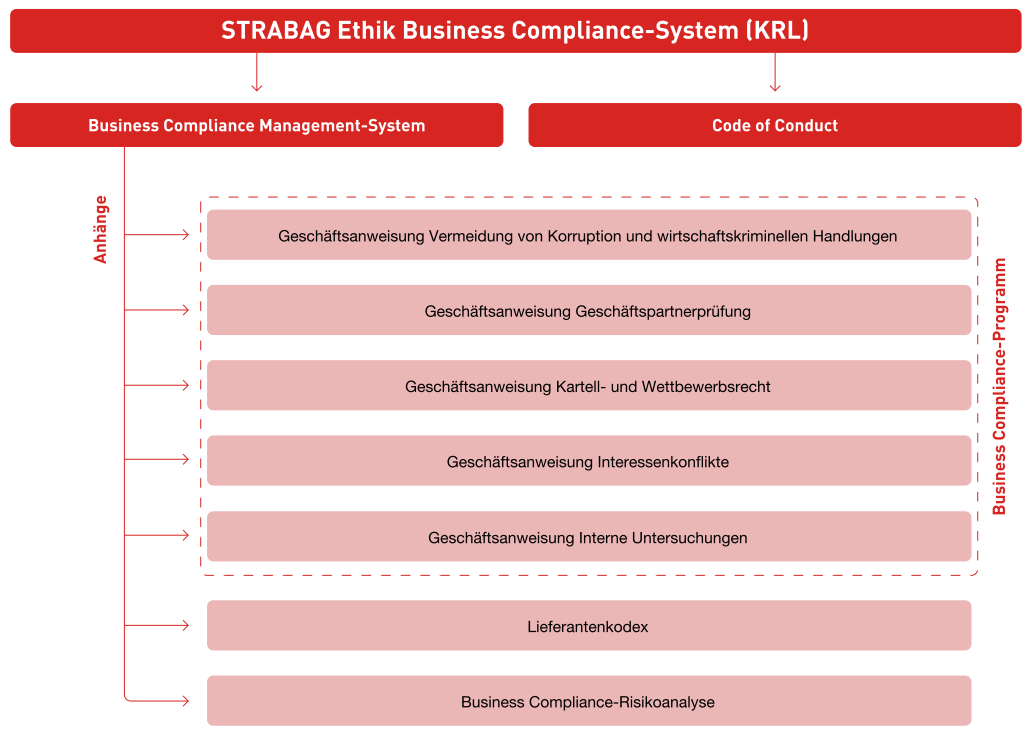 STRABAG Ethik Business Compliance-System (KRL)
Business Compliance Management-System
Code of Conduct
Anhänge
Geschäftsanweisung Vermeidung von Korruption und wirtschaftskriminellen Handlungen
Geschäftsanweisung Geschäftspartnerprüfung
Geschäftsanweisung Kartell- und Wettbewerbsrecht
Geschäftsanweisung Interessenkonflikte
Geschäftsanweisung Interne Untersuchungen
Business Compliance-Programm
Lieferantenkodex
Business Compliance-Risikoanalyse